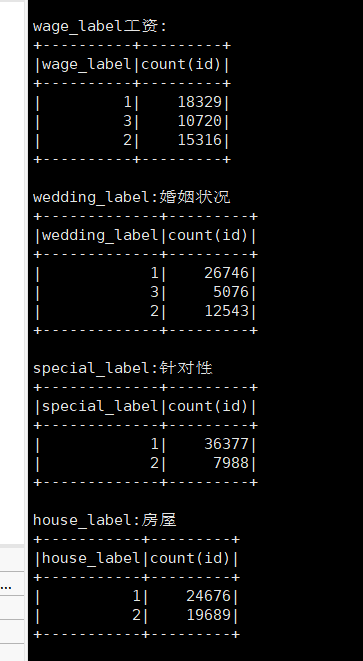 wage_label工资:
+----------+---------+
|wage_label|count(id)|
+----------+---------+
|         1|    18329|
|         3|    10720|
|         2|    15316|
+----------+---------+
wedding_label:婚姻状况
+-------------+---------+
|wedding_label|count(id)|
+-------------+---------+
|            1|    26746|
|            3|     5076|
|            2|    12543|
+-------------+---------+
special_label:针对性
+-------------+---------+
|special_label|count(id)|
+-------------+---------+
|            1|    36377|
|            2|     7988|
+-------------+---------+
house_label:房屋
+-----------+---------+
|house_label|count(id)|
+-----------+---------+
|          1|    24676|
|          2|    19689|
+-----------+---------+
...